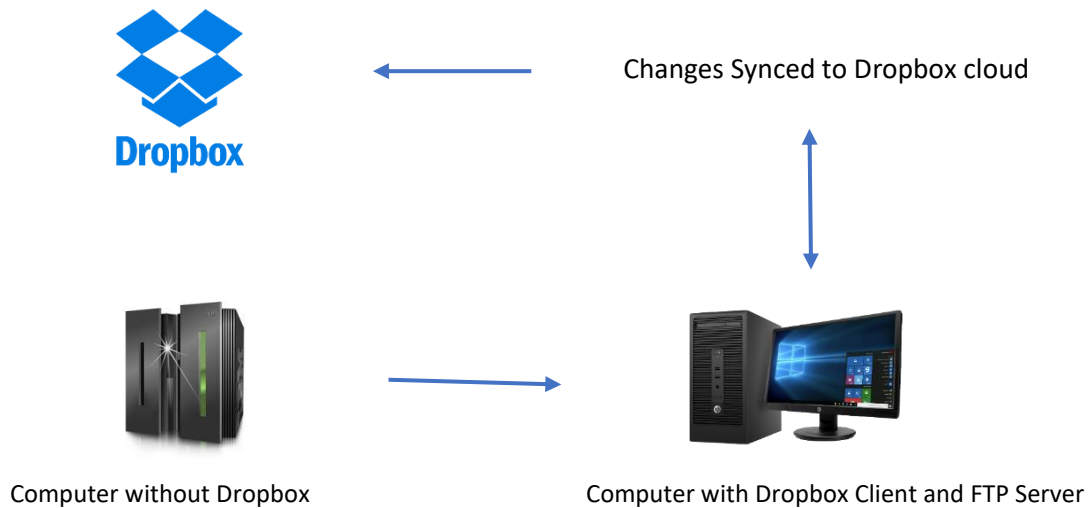 Dropbox
Changes Synced to Dropbox cloud
Computer without Dropbox
Computer with Dropbox Client and FTP Server